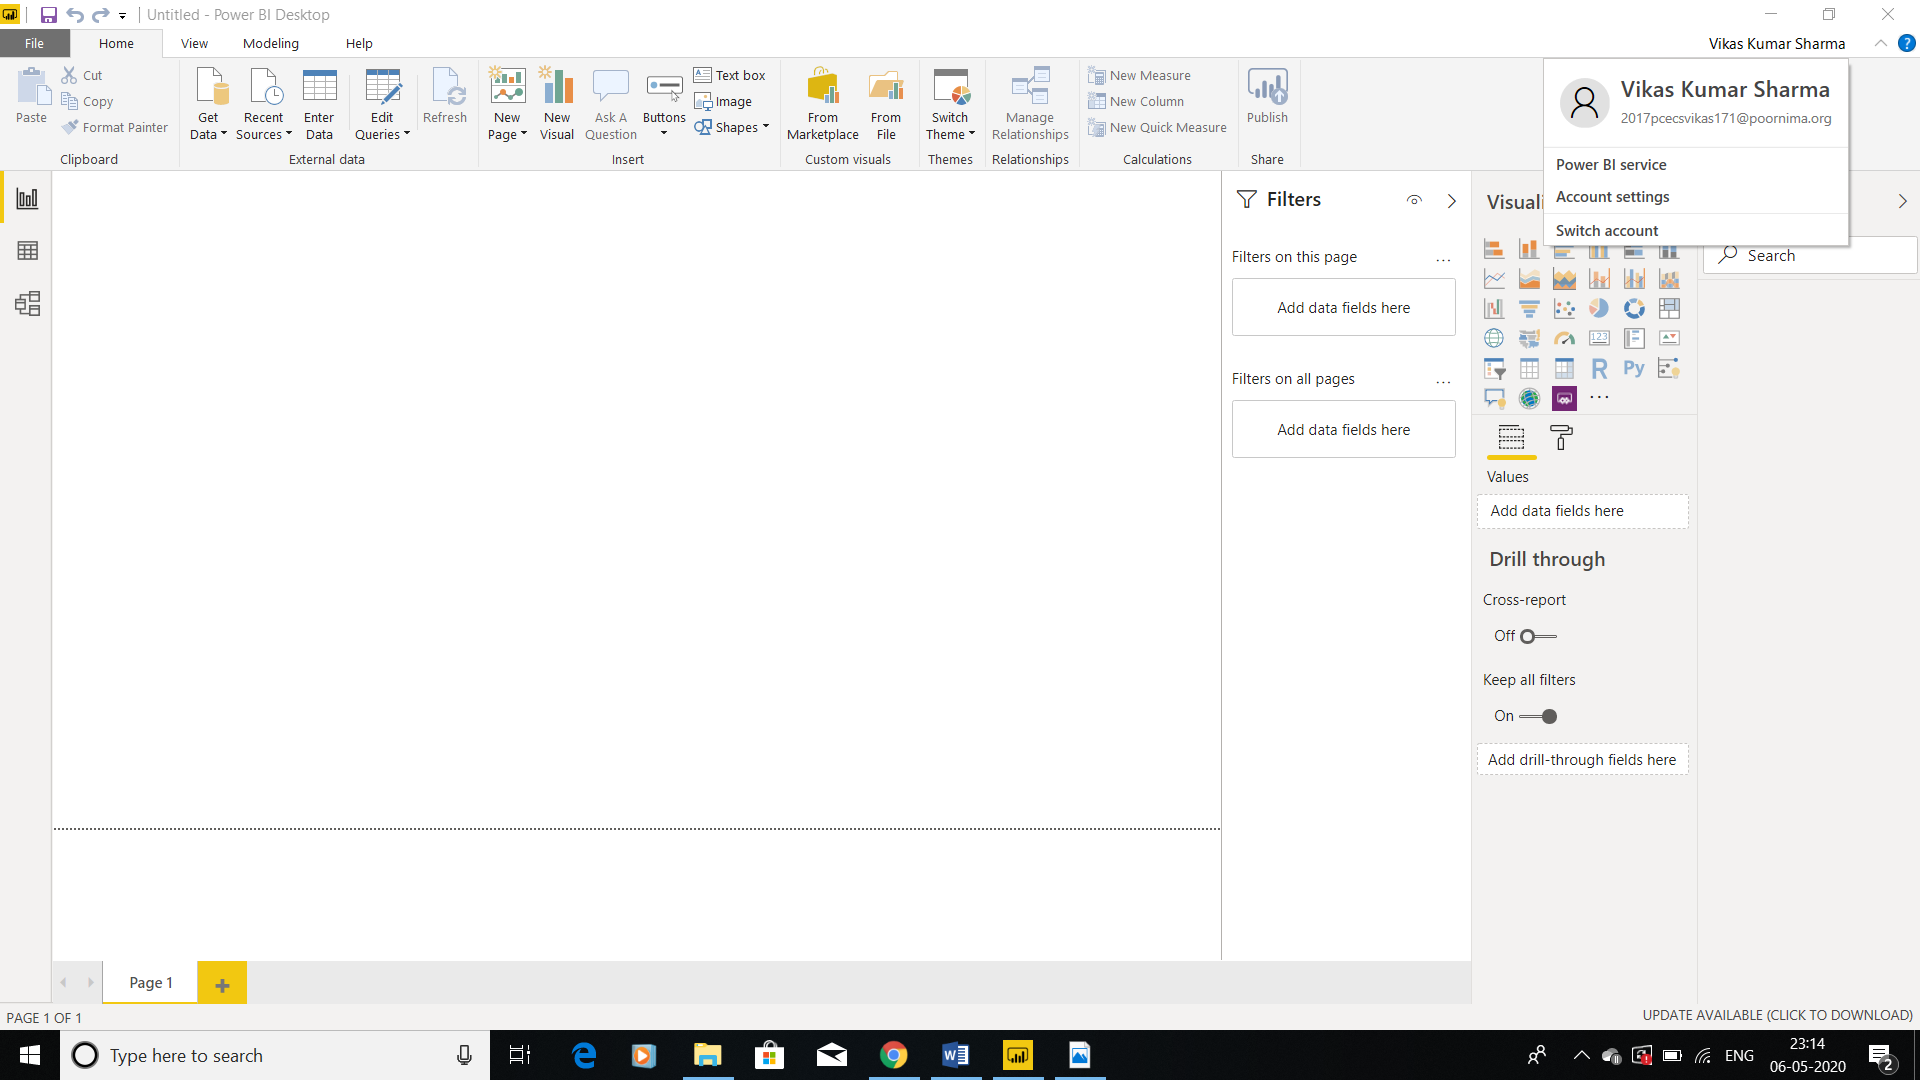 Untitled - Power BI Desktop
File
Home
View
Modeling
Help
Vikas Kumar Sharma
?
Paste
Cut
Copy
Format Painter
Clipboard
Get Data
Recent Sources
Enter Data
Edit Queries
Refresh
External data
New Page
New Visual
Ask A Question
Buttons
Text box
Image
Shapes
Insert
From Marketplace
From File
Custom visuals
Switch Theme
Themes
Manage Relationships
Relationships
New Measure
New Column
New Quick Measure
Calculations
Publish
Share
Vikas Kumar Sharma
2017pcecsvikas171@poornima.org
Power BI service
Account settings
Switch account
Filters
Filters on this page
...
Add data fields here
Filters on all pages
...
Add data fields here
Visuali
123
R
Py
...
Values
Add data fields here
Drill through
Cross-report
Off
Keep all filters
On
Add drill-through fields here
Search
Page 1
PAGE 1 OF 1
UPDATE AVAILABLE (CLICK TO DOWNLOAD)
Type here to search
ENG
23:14
06-05-2020
2